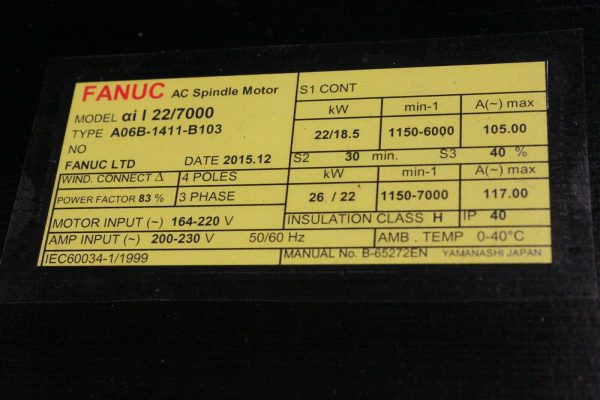 FANUC AC Spindle Motor
MODEL αi I 22/7000
TYPE A06B-1411-B103
NO
FANUC LTD DATE 2015.12
WIND. CONNECT Δ 4 POLES
POWER FACTOR 83 % 3 PHASE
MOTOR INPUT (~) 164-220 V
AMP INPUT (~) 200-230 V 50/60 Hz
IEC60034-1/1999
S1 CONT
kW min-1 A(~) max
22/18.5 1150-6000 105.00
S2 30 min. S3 40 %
kW min-1 A(~) max
26 / 22 1150-7000 117.00
INSULATION CLASS H IP 40
AMB . TEMP 0-40°C
MANUAL No. B-65272EN YAMANASHI JAPAN